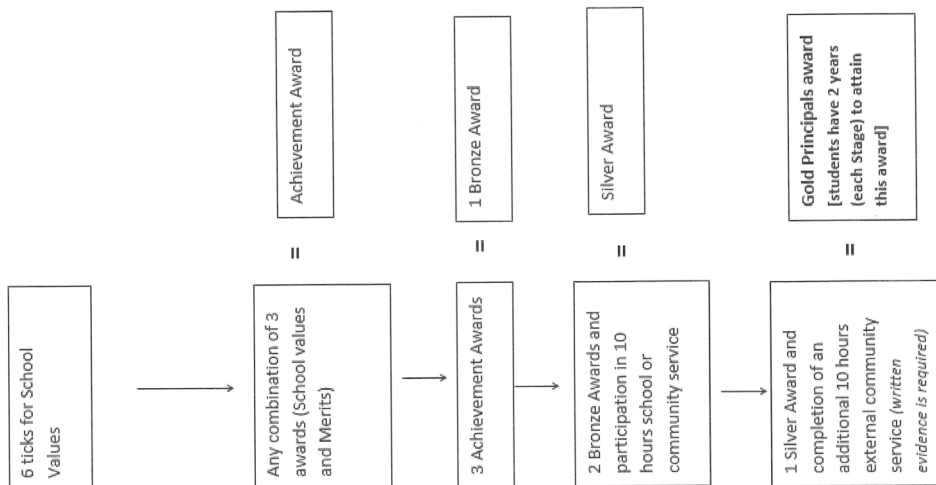 6 ticks for School
Values
Any combination of 3
awards (School values
and Merits)
=
Achievement Award
3 Achievement Awards
=
1 Bronze Award
2 Bronze Awards and
participation in 10
hours school or
community service
=
Silver Award
1 Silver Award and
completion of an
additional 10 hours
external community
service (written
evidence is required)
=
Gold Principals award
[students have 2 years
(each Stage) to attain
this award]